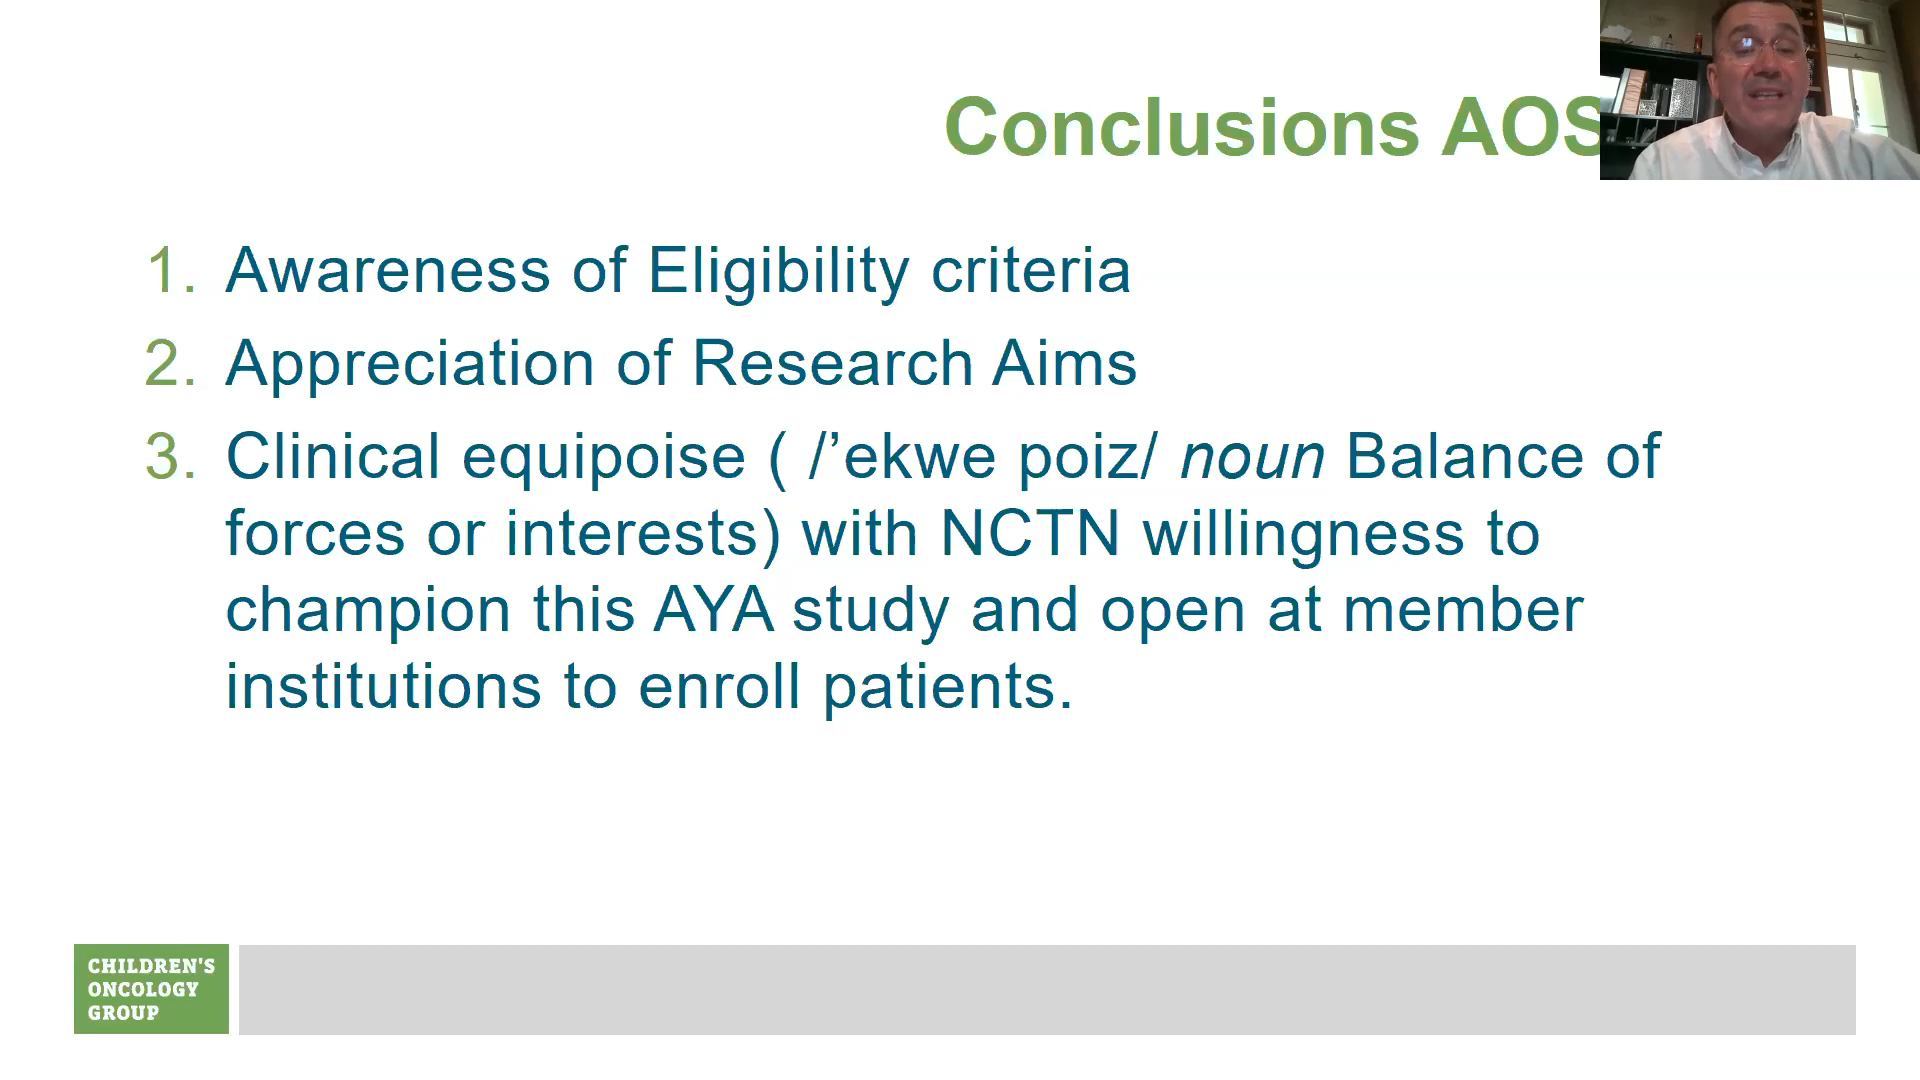 Conclusions AOS
1. Awareness of Eligibility criteria
2. Appreciation of Research Aims
3. Clinical equipoise ( /’ekwe poiz/ noun Balance of
forces or interests) with NCTN willingness to
champion this AYA study and open at member
institutions to enroll patients.
CHILDREN'S
ONCOLOGY
GROUP